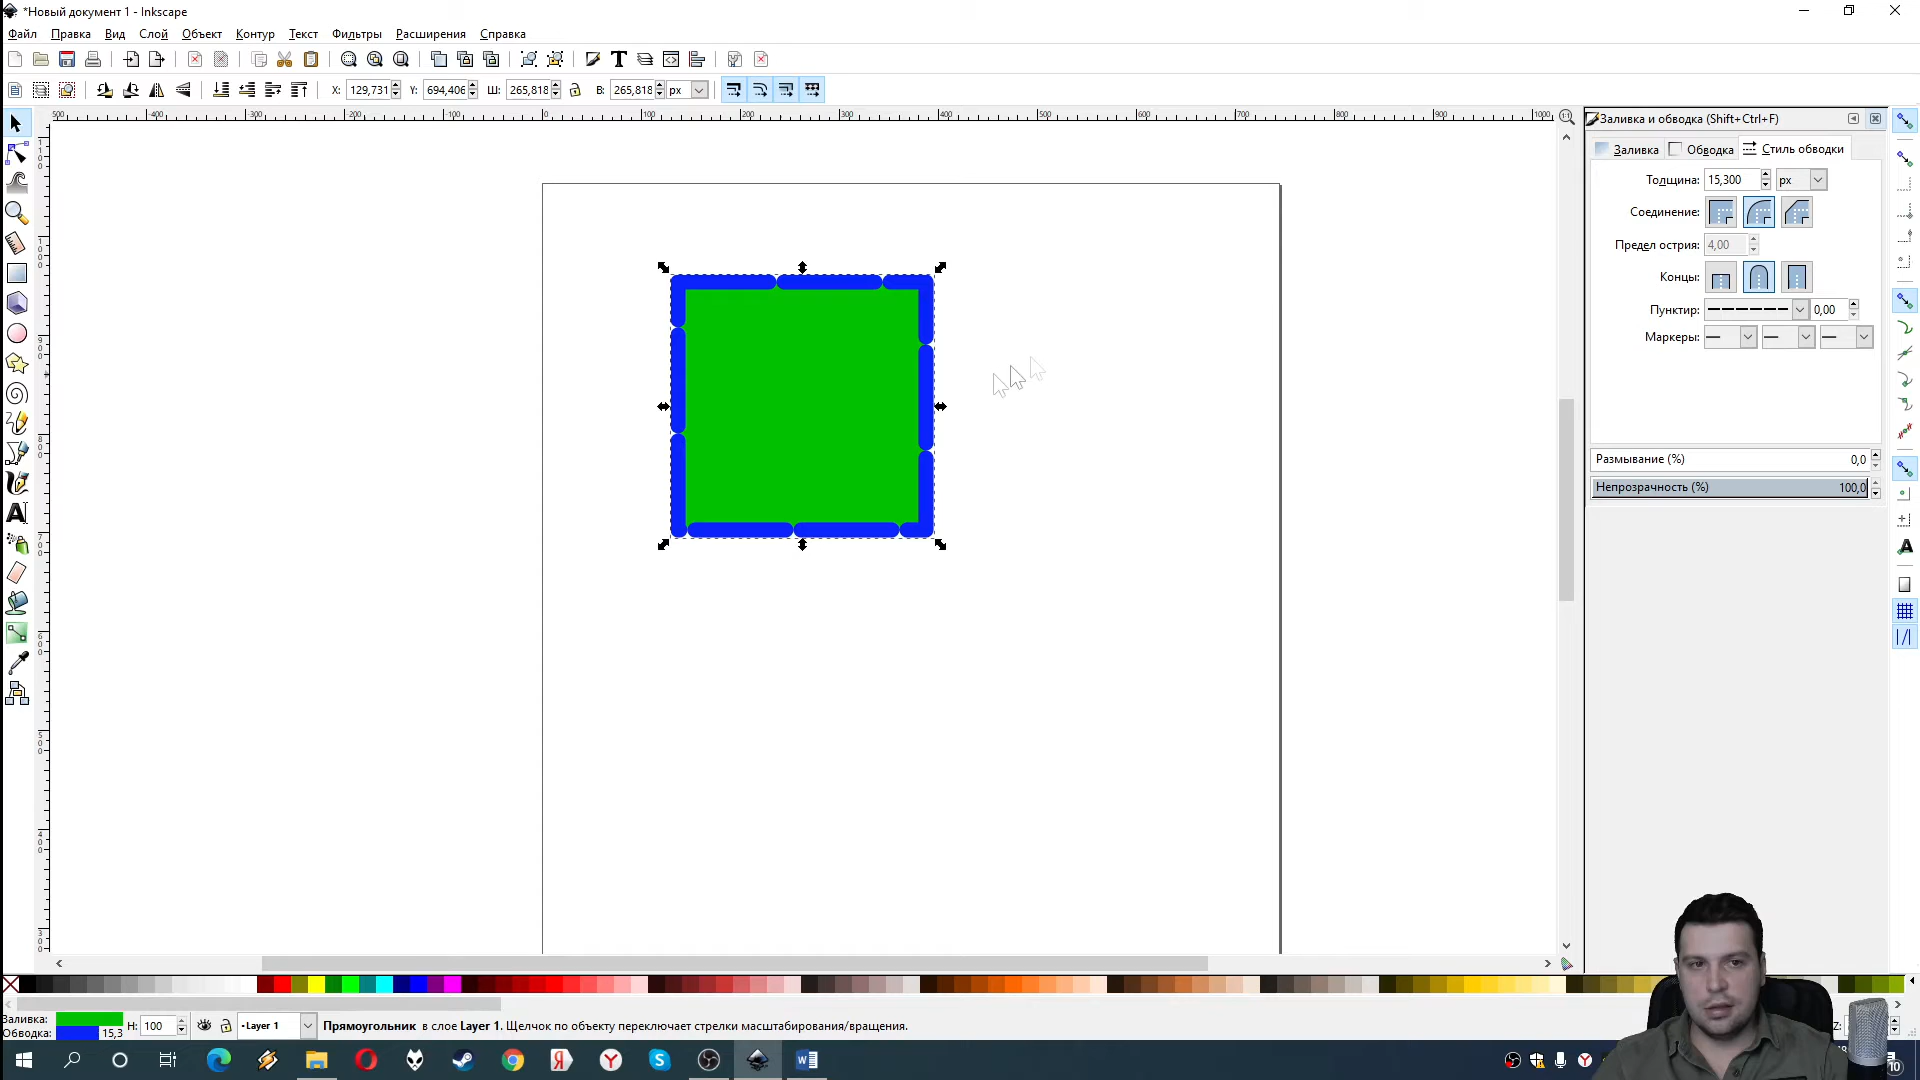 *Новый документ 1 - Inkscape
Файл Правка Вид Слой Объект Контур Текст Фильтры Расширения Справка
X: 129,731 Y: 694,406 Ш: 265,818 В: 265,818 px
Заливка и обводка (Shift+Ctrl+F)
Заливка Обводка Стиль обводки
Толщина: 15,300 px
Соединение:
Предел острия: 4,00
Концы:
Пунктир: 0,00
Маркеры:
Размывание (%) 0,0
Непрозрачность (%) 100,0
Заливка: Н: 100 •Layer 1 Прямоугольник в слое Layer 1. Щелчок по объекту переключает стрелки масштабирования/вращения. Z:
Обводка: 15,3